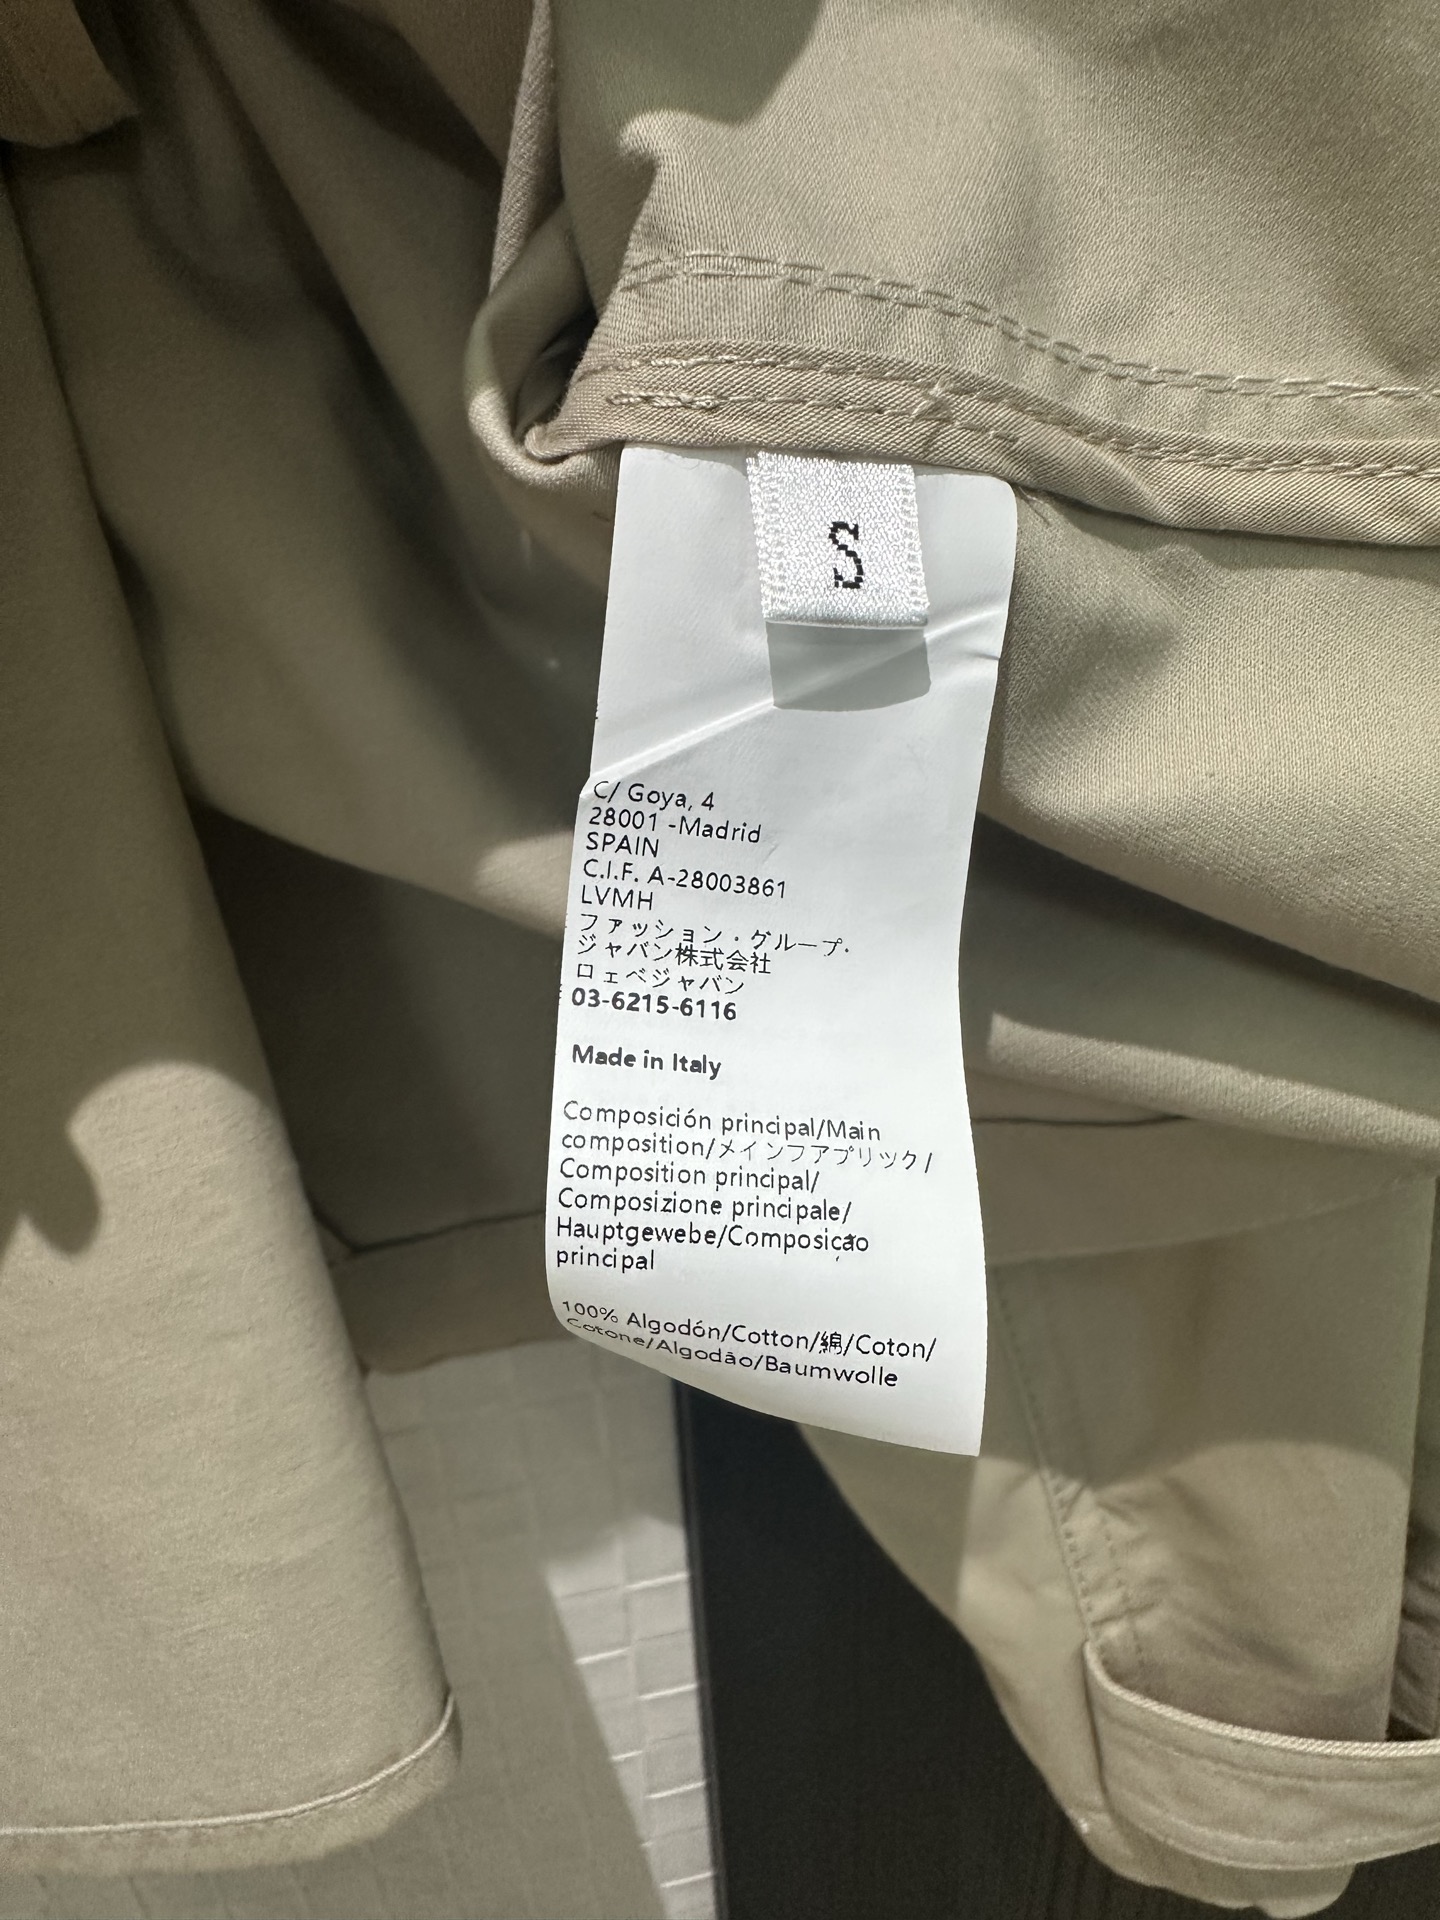 S
C/ Goya, 4
28001 -Madrid
SPAIN
C.I.F. A-28003861
LVMH
ファッション・グループ・
ジャパン株式会社
ロエベジャパン
03-6215-6116
Made in Italy
Composición principal/Main
composition/メインファブリック/
Composition principal/
Composizione principale/
Hauptgewebe/Composição
principal
100% Algodón/Cotton/綿/Coton/
Cotone/Algodão/Baumwolle